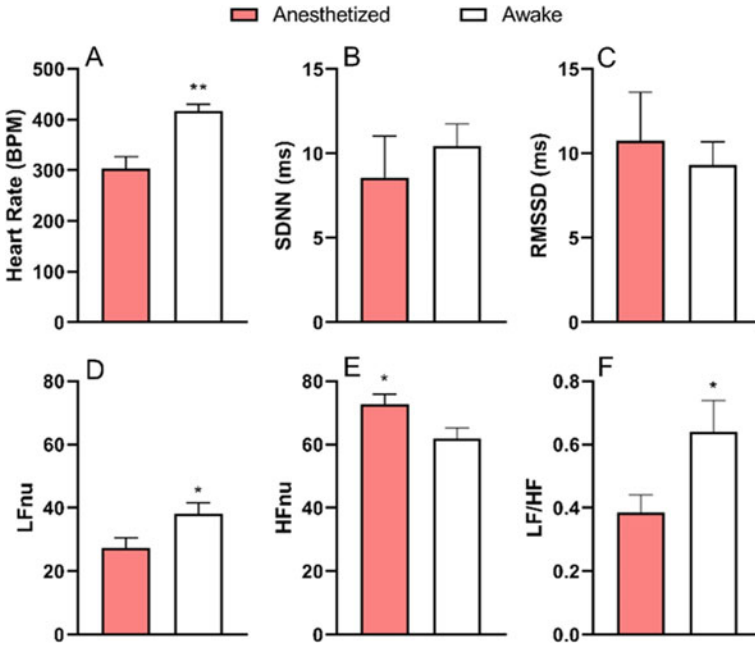 Anesthetized Awake
A
Heart Rate (BPM)
500
400
300
200
100
0
**
B
SDNN (ms)
15
10
5
0
C
RMSSD (ms)
15
10
5
0
D
LFnu
80
60
40
20
0
*
E
HFnu
80
60
40
20
0
*
F
LF/HF
0.8
0.6
0.4
0.2
0.0
*